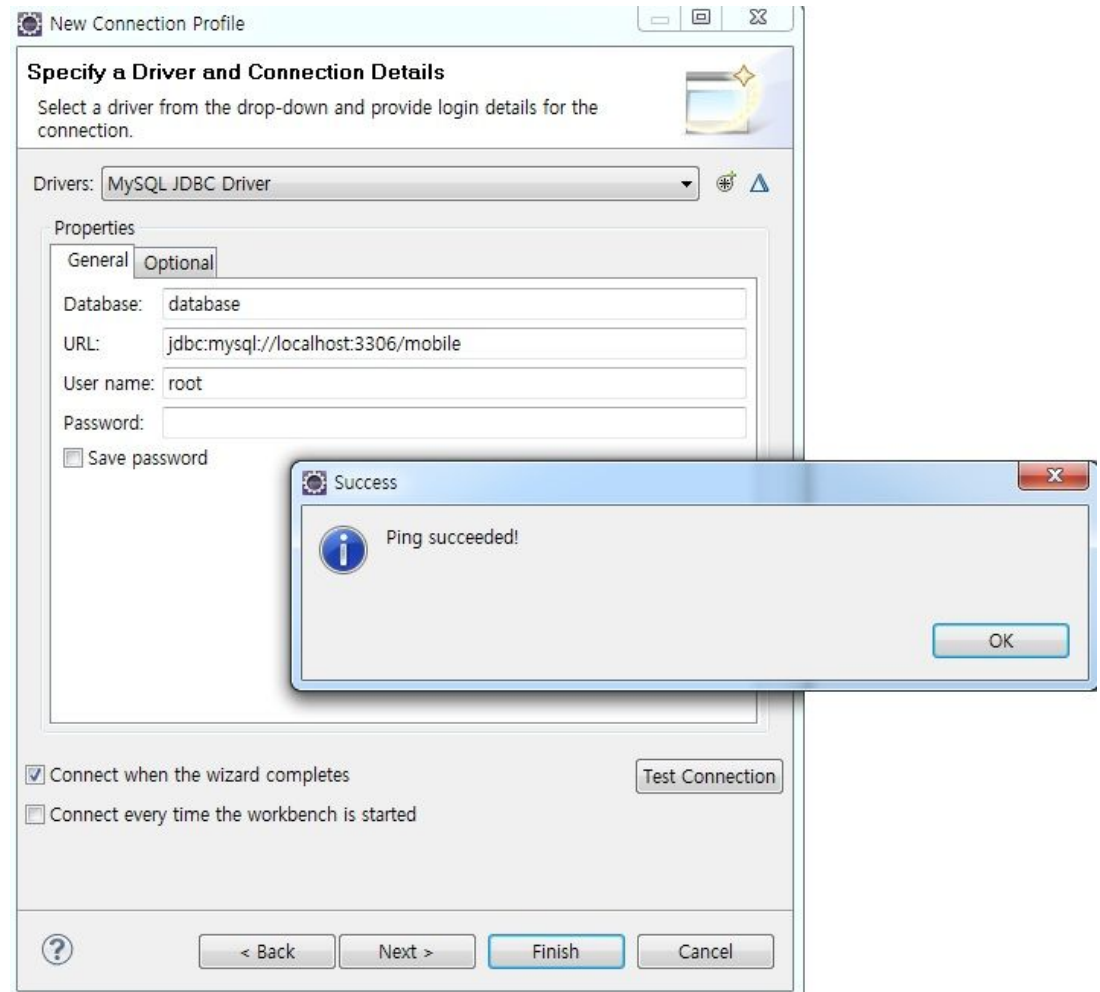 New Connection Profile
Specify a Driver and Connection Details
Select a driver from the drop-down and provide login details for the
connection.
Drivers: MySQL JDBC Driver
Properties
General Optional
Database: database
URL: jdbc:mysql://localhost:3306/mobile
User name: root
Password:
Save password
Success
Ping succeeded!
OK
Connect when the wizard completes
Test Connection
Connect every time the workbench is started
< Back Next > Finish Cancel